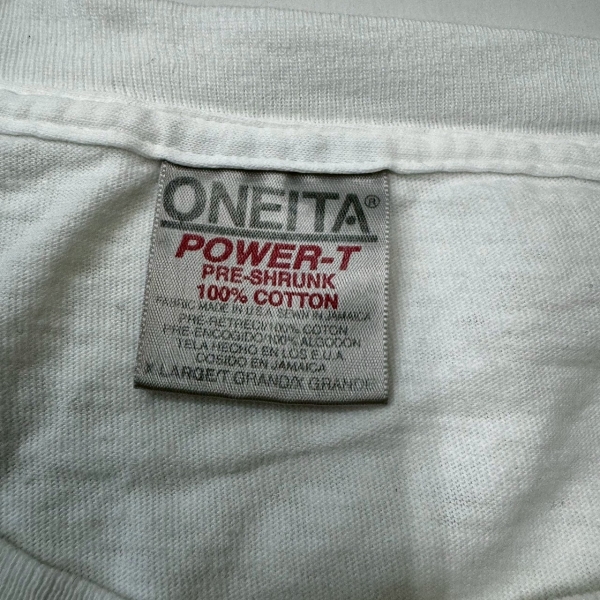 ONEITA®
POWER-T
PRE-SHRUNK
100% COTTON
FABRIC MADE IN U.S.A. SEWN IN JAMAICA
PRE-RETRECI/100% COTON
PRE-ENCOGIDO/100% ALGODON
TELA HECHO EN LOS E.U.A.
COSIDO EN JAMAICA
X LARGE/T GRAND/X GRANDE